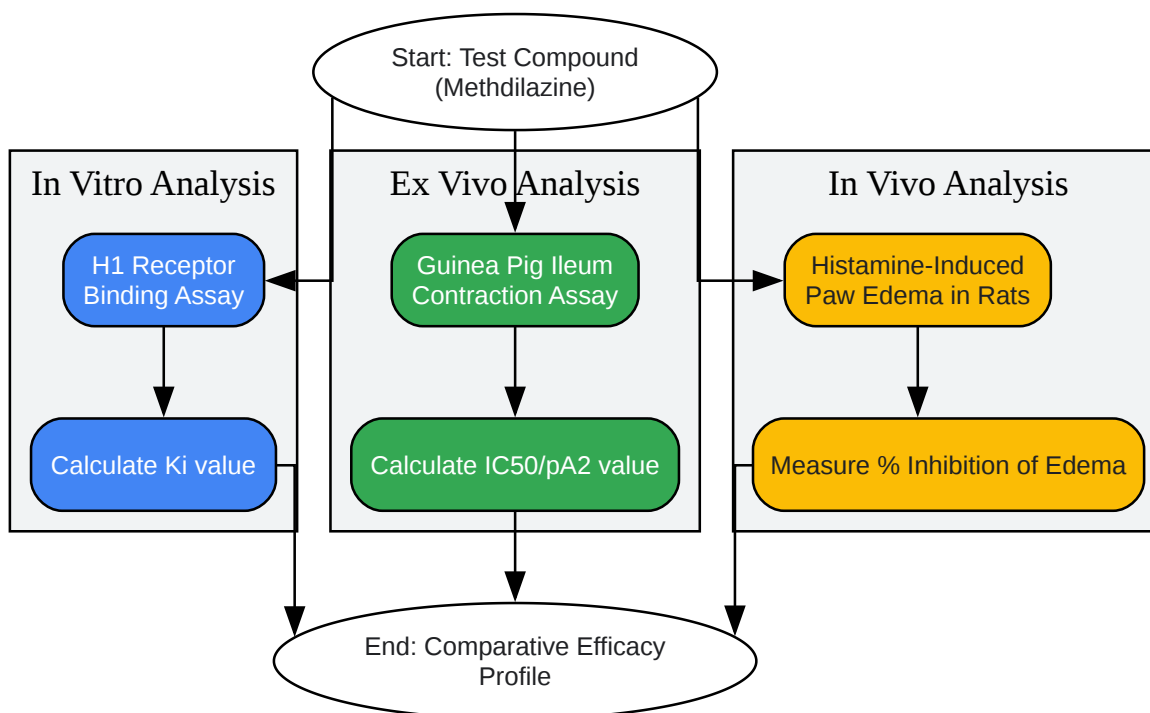 Start: Test Compound
(Methdilazine)
In Vitro Analysis
Ex Vivo Analysis
In Vivo Analysis
H1 Receptor
Binding Assay
Guinea Pig Ileum
Contraction Assay
Histamine-Induced
Paw Edema in Rats
Calculate Ki value
Calculate IC50/pA2 value
Measure % Inhibition of Edema
End: Comparative Efficacy
Profile